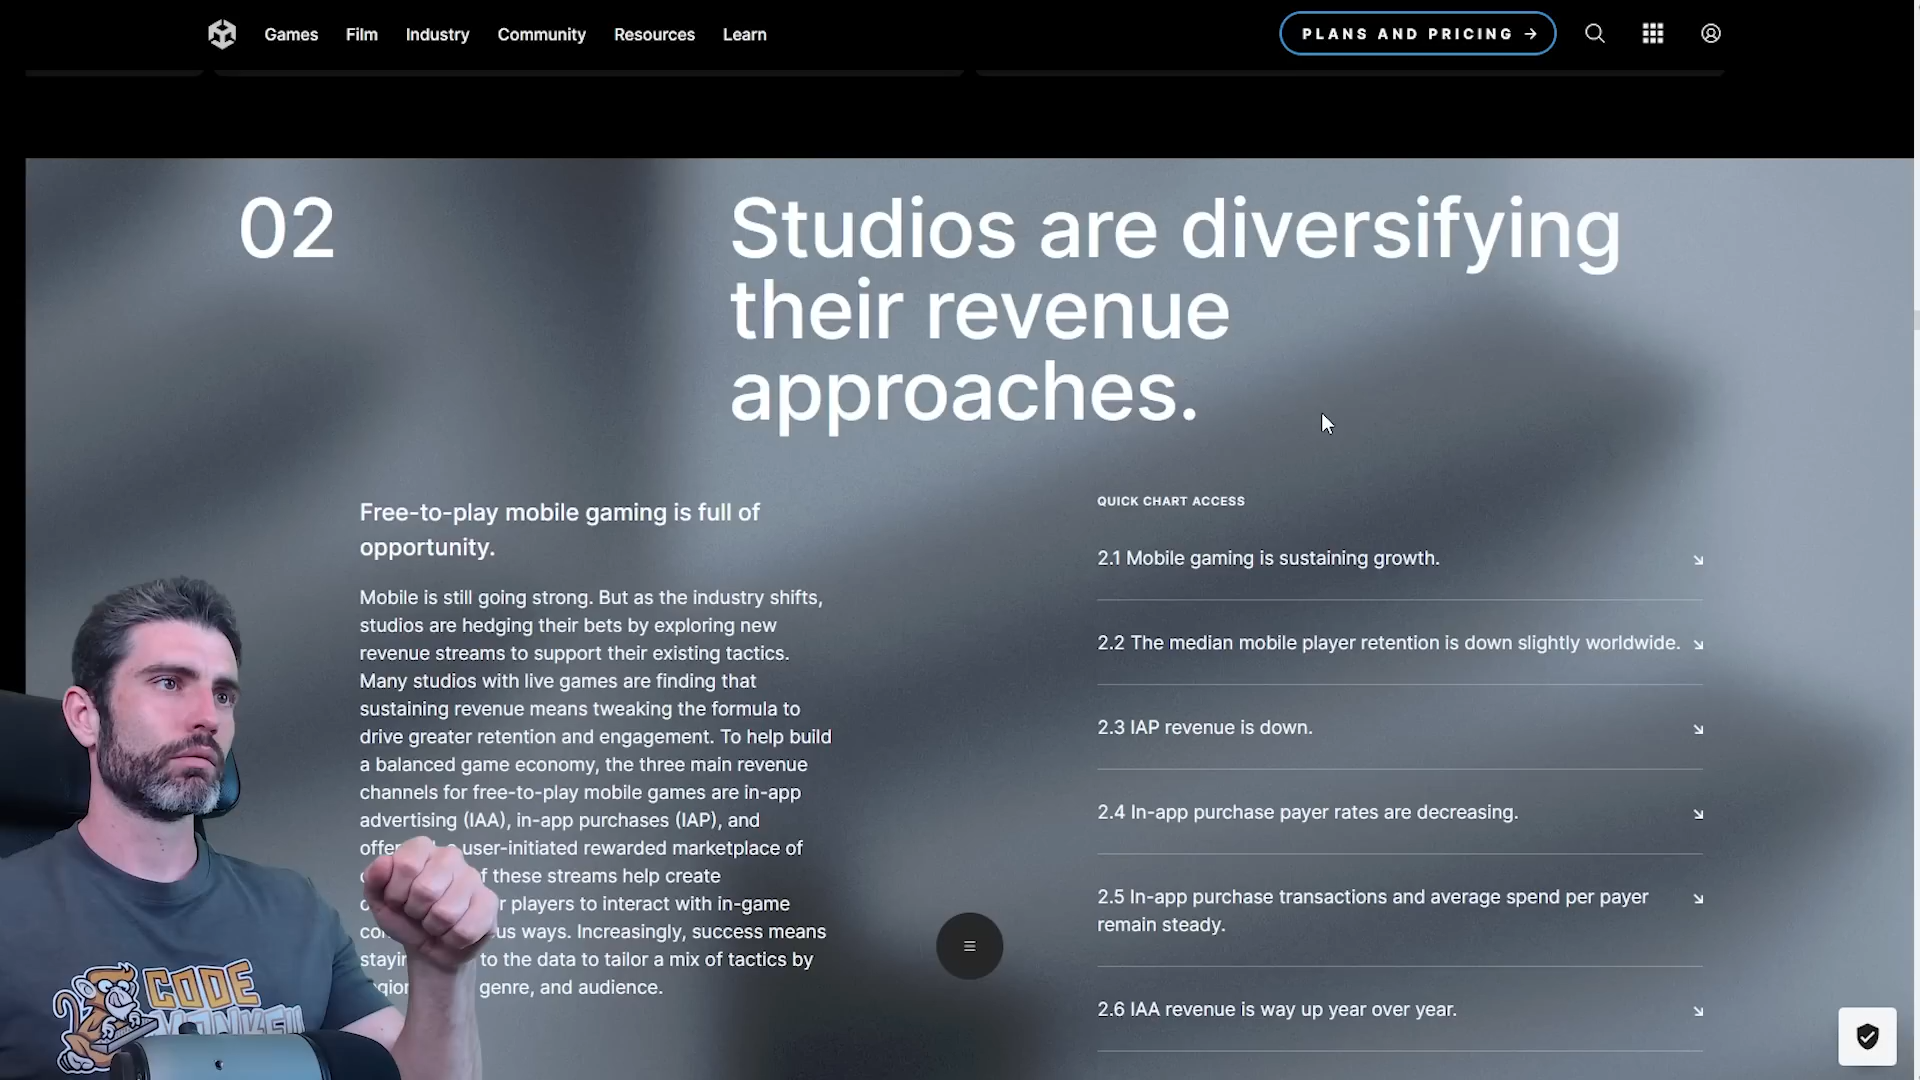 Games Film Industry Community Resources Learn PLANS AND PRICING →
02
Studios are diversifying
their revenue
approaches.
Free-to-play mobile gaming is full of
opportunity.
Mobile is still going strong. But as the industry shifts,
studios are hedging their bets by exploring new
revenue streams to support their existing tactics.
Many studios with live games are finding that
sustaining revenue means tweaking the formula to
drive greater retention and engagement. To help build
a balanced game economy, the three main revenue
channels for free-to-play mobile games are in-app
advertising (IAA), in-app purchases (IAP), and
user-initiated rewarded marketplace of
these streams help create
players to interact with in-game
ways. Increasingly, success means
to the data to tailor a mix of tactics by
genre, and audience.
QUICK CHART ACCESS
2.1 Mobile gaming is sustaining growth.
2.2 The median mobile player retention is down slightly worldwide.
2.3 IAP revenue is down.
2.4 In-app purchase payer rates are decreasing.
2.5 In-app purchase transactions and average spend per payer
remain steady.
2.6 IAA revenue is way up year over year.
CODE
MONKEY